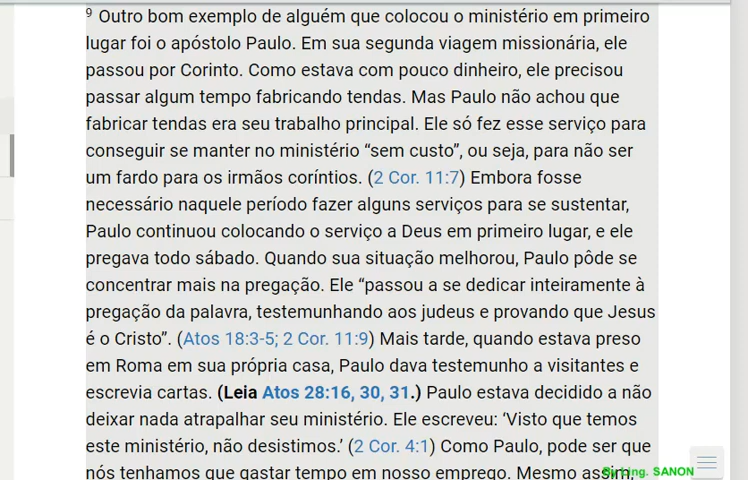 9 Outro bom exemplo de alguém que colocou o ministério em primeiro
lugar foi o apóstolo Paulo. Em sua segunda viagem missionária, ele
passou por Corinto. Como estava com pouco dinheiro, ele precisou
passar algum tempo fabricando tendas. Mas Paulo não achou que
fabricar tendas era seu trabalho principal. Ele só fez esse serviço para
conseguir se manter no ministério “sem custo”, ou seja, para não ser
um fardo para os irmãos coríntios. (2 Cor. 11:7) Embora fosse
necessário naquele período fazer alguns serviços para se sustentar,
Paulo continuou colocando o serviço a Deus em primeiro lugar, e ele
pregava todo sábado. Quando sua situação melhorou, Paulo pôde se
concentrar mais na pregação. Ele “passou a se dedicar inteiramente à
pregação da palavra, testemunhando aos judeus e provando que Jesus
é o Cristo”. (Atos 18:3-5; 2 Cor. 11:9) Mais tarde, quando estava preso
em Roma em sua própria casa, Paulo dava testemunho a visitantes e
escrevia cartas. (Leia Atos 28:16, 30, 31.) Paulo estava decidido a não
deixar nada atrapalhar seu ministério. Ele escreveu: ‘Visto que temos
este ministério, não desistimos.’ (2 Cor. 4:1) Como Paulo, pode ser que
nós tenhamos que gastar tempo em nosso emprego. Mesmo assim,
Ling. SANON